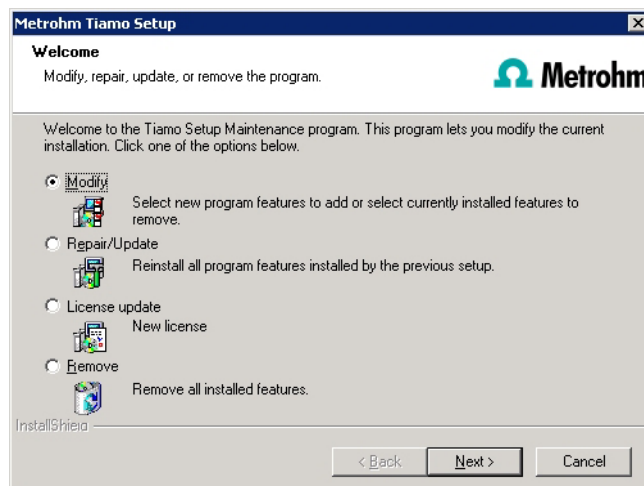 Metrohm Tiamo Setup
Welcome
Modify, repair, update, or remove the program.
Metrohm
Welcome to the Tiamo Setup Maintenance program. This program lets you modify the current
installation. Click one of the options below.
Modify
Select new program features to add or select currently installed features to
remove.
Repair/Update
Reinstall all program features installed by the previous setup.
License update
New license
Remove
Remove all installed features.
InstallShield
< Back Next > Cancel